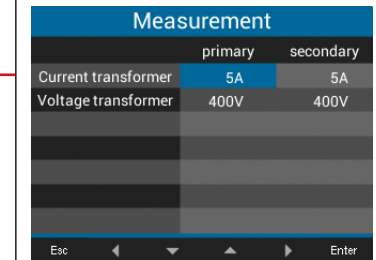 Measurement
primary secondary
Current transformer 5A 5A
Voltage transformer 400V 400V
Esc Enter